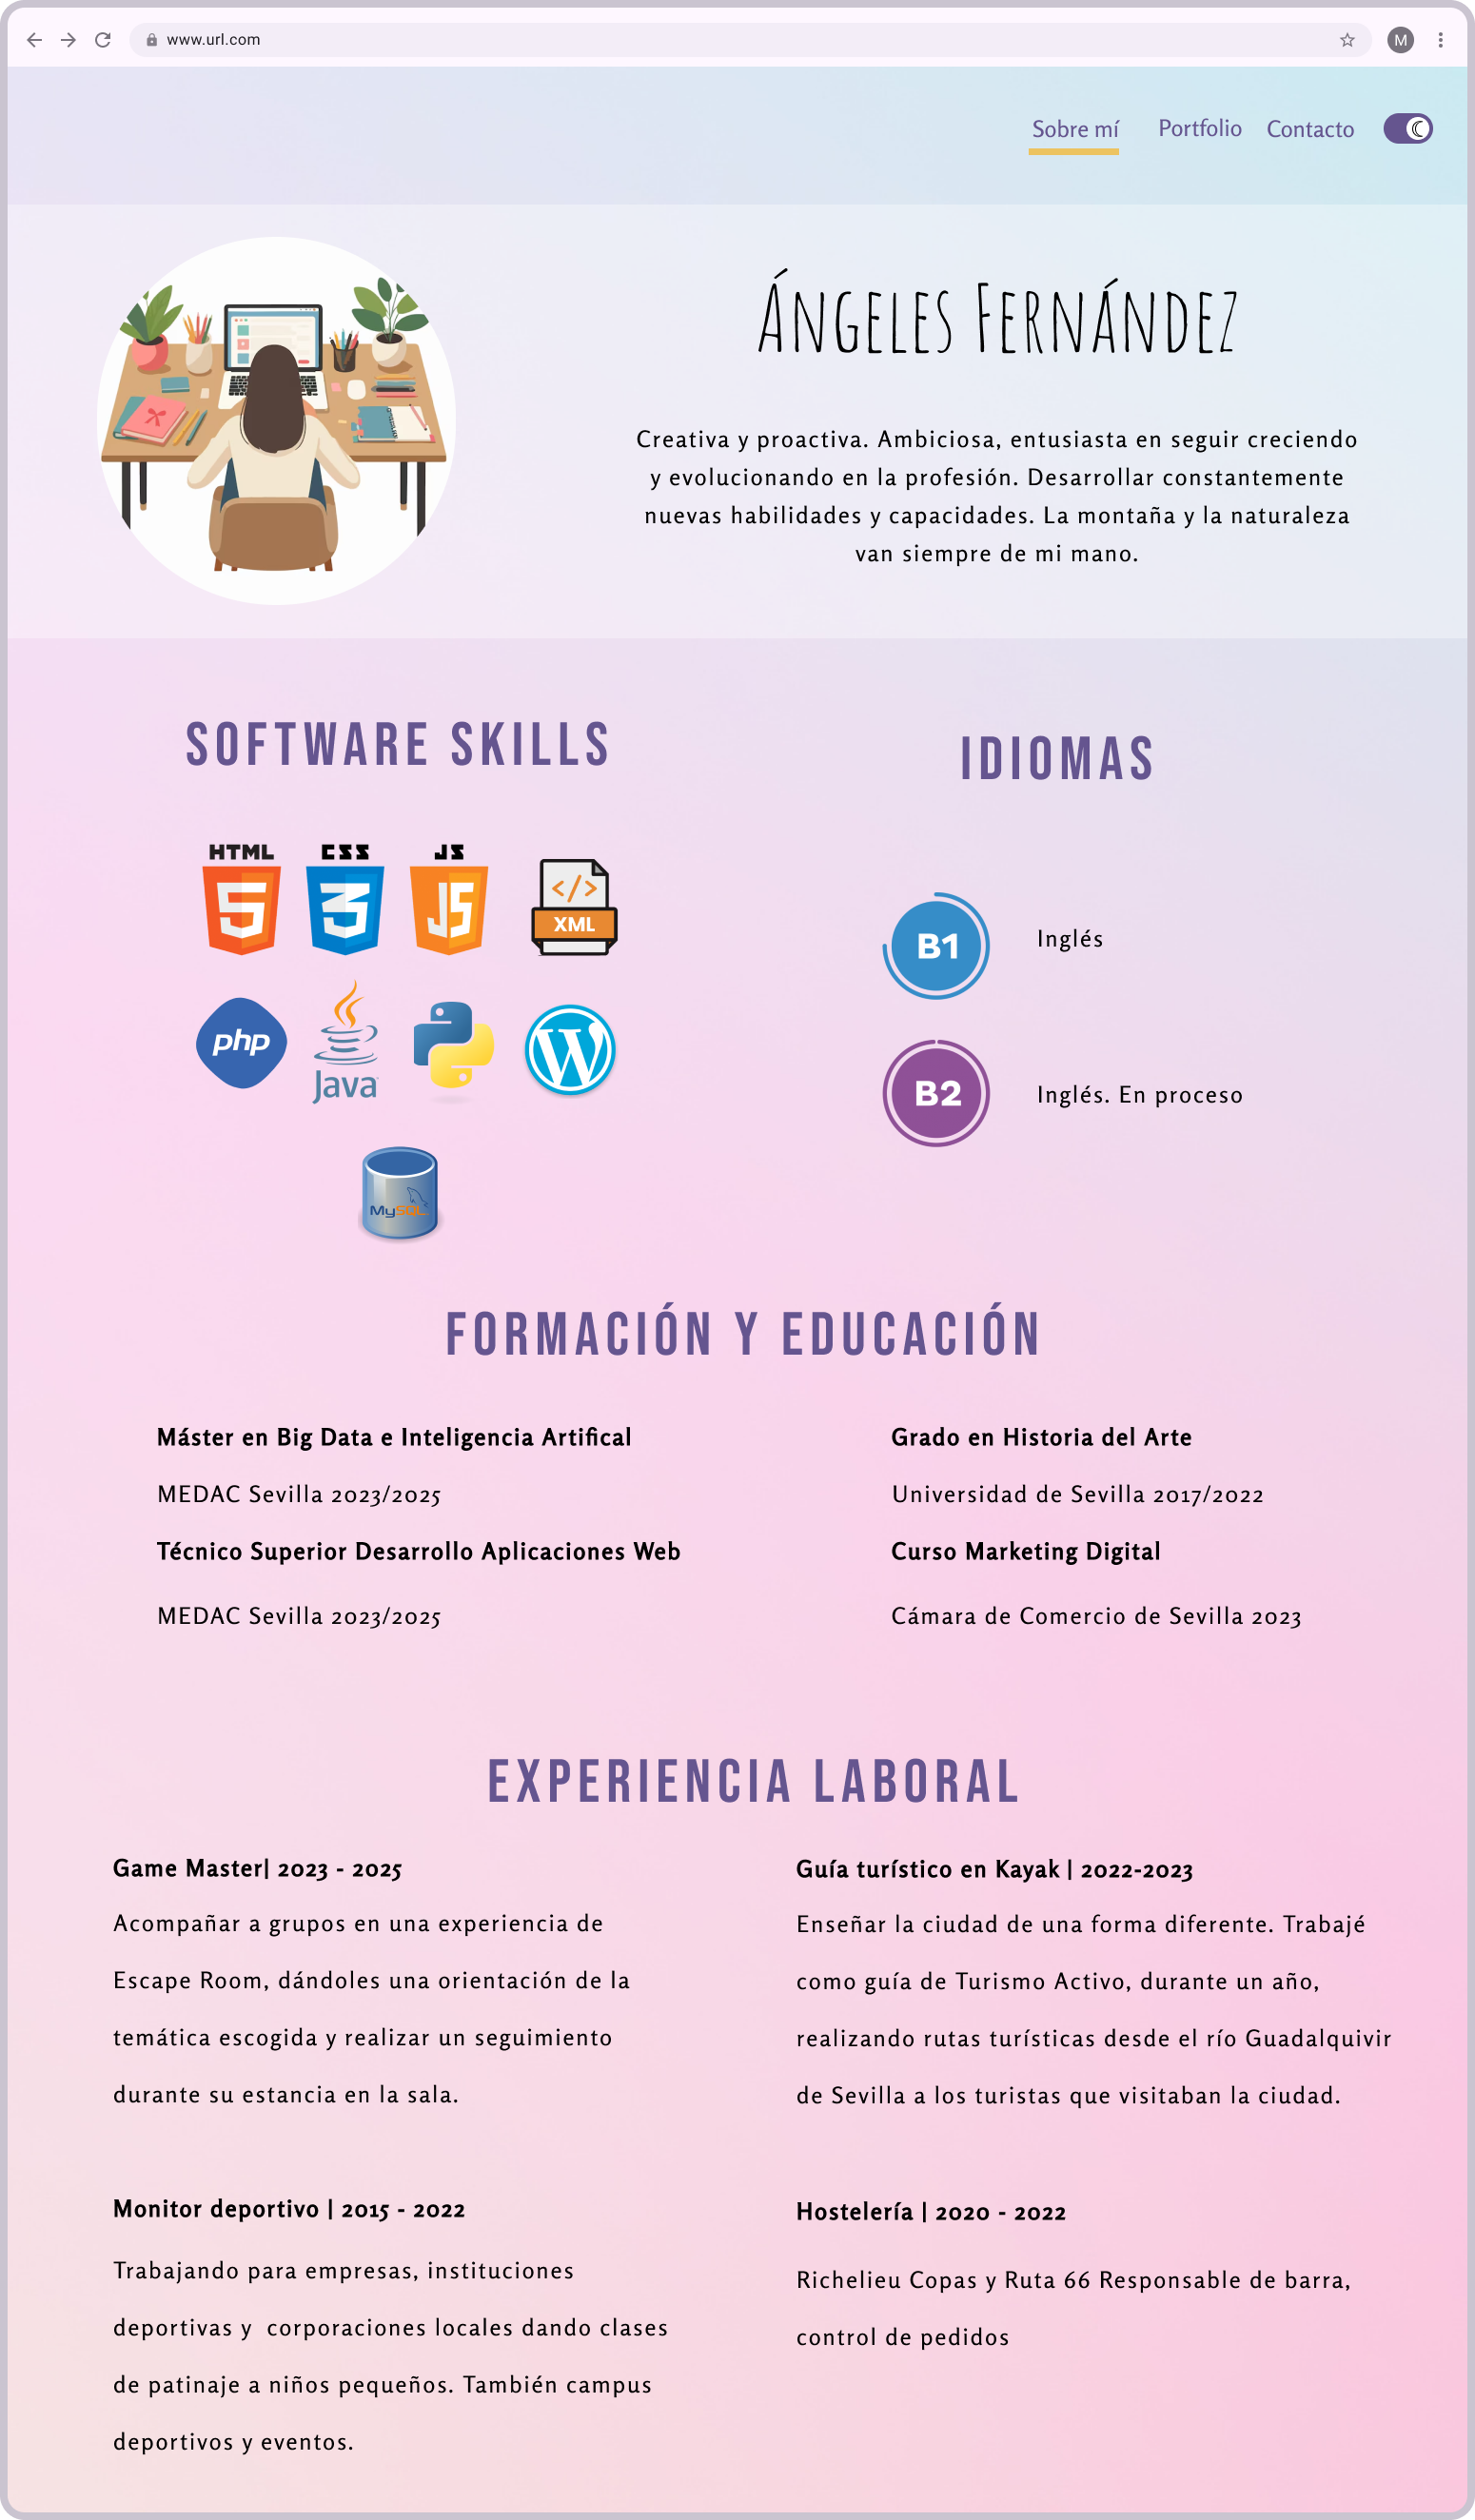 www.url.com
M
Sobre mí
Portfolio
Contacto
Ángeles Fernández
Creativa y proactiva. Ambiciosa, entusiasta en seguir creciendo
y evolucionando en la profesión. Desarrollar constantemente
nuevas habilidades y capacidades. La montaña y la naturaleza
van siempre de mi mano.
SOFTWARE SKILLS
HTML
5
CSS
3
JS
JS
</>
XML
php
Java
W
MySQL
IDIOMAS
B1
Inglés
B2
Inglés. En proceso
FORMACIÓN Y EDUCACIÓN
Máster en Big Data e Inteligencia Artifical
MEDAC Sevilla 2023/2025
Técnico Superior Desarrollo Aplicaciones Web
MEDAC Sevilla 2023/2025
Grado en Historia del Arte
Universidad de Sevilla 2017/2022
Curso Marketing Digital
Cámara de Comercio de Sevilla 2023
EXPERIENCIA LABORAL
Game Master| 2023 - 2025
Acompañar a grupos en una experiencia de
Escape Room, dándoles una orientación de la
temática escogida y realizar un seguimiento
durante su estancia en la sala.
Guía turístico en Kayak | 2022-2023
Enseñar la ciudad de una forma diferente. Trabajé
como guía de Turismo Activo, durante un año,
realizando rutas turísticas desde el río Guadalquivir
de Sevilla a los turistas que visitaban la ciudad.
Monitor deportivo | 2015 - 2022
Trabajando para empresas, instituciones
deportivas y  corporaciones locales dando clases
de patinaje a niños pequeños. También campus
deportivos y eventos.
Hostelería | 2020 - 2022
Richelieu Copas y Ruta 66 Responsable de barra,
control de pedidos